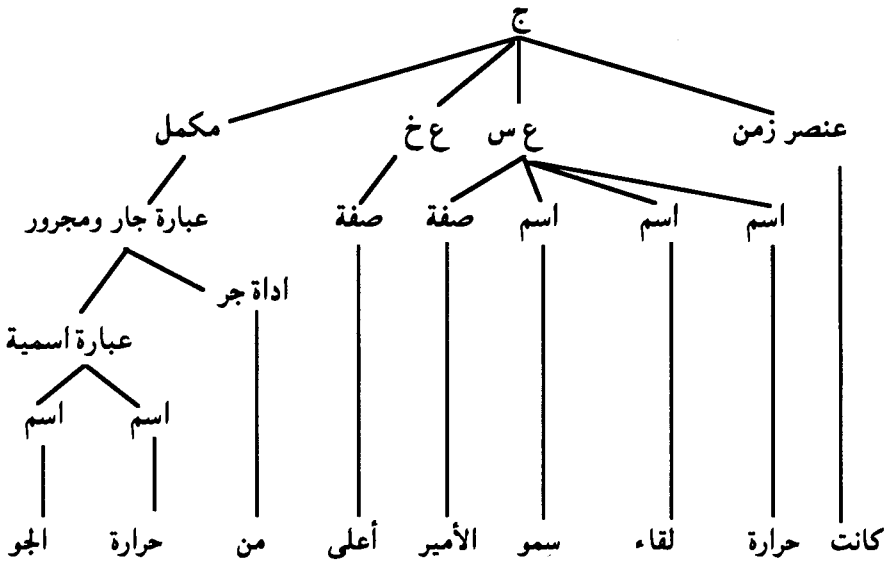 ج
عنصر زمن ع س ع خ مكمل
اسم اسم اسم صفة صفة عبارة جار ومجرور
اداة جر
عبارة اسمية
اسم اسم
كانت حرارة لقاء سمو الأمير أعلى من حرارة الجو